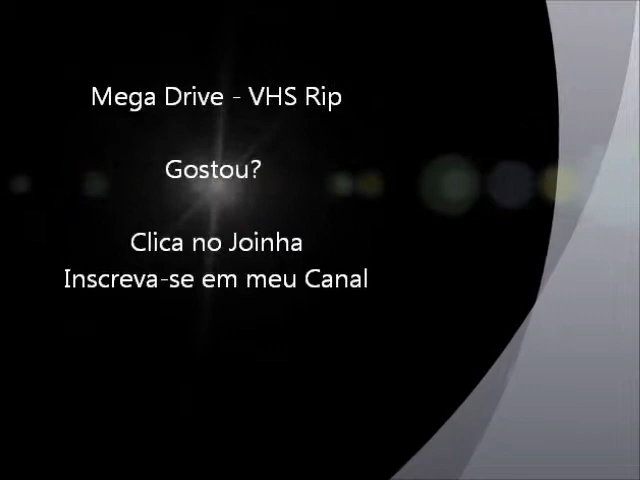 Mega Drive - VHS Rip
Gostou?
Clica no Joinha
Inscreva-se em meu Canal